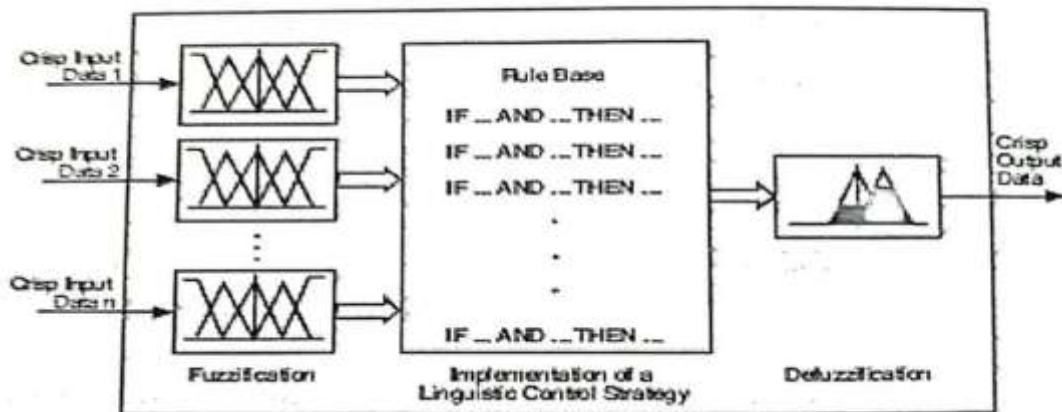 Crisp Input
Data 1
Crisp Input
Data 2
Crisp Input
Data n
Fuzzification
Rule Base
IF ... AND ... THEN ...
IF ... AND ... THEN ...
IF ... AND ... THEN ...
IF ... AND ... THEN ...
Implementation of a
Linguistic Control Strategy
Crisp
Output
Data
Defuzzification